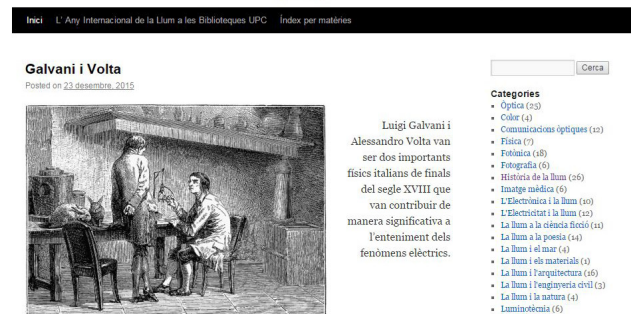 Inici L' Any Internacional de la Llum a les Biblioteques UPC Índex per matèries
Galvani i Volta
Posted on 23 desembre, 2015
Luigi Galvani i
Alessandro Volta van
ser dos importants
físics italians de finals
del segle XVIII que
van contribuir de
manera significativa a
l'enteniment dels
fenòmens elèctrics.
Cerca
Categories
Òptica (25)
Color (4)
Comunicacions òptiques (12)
Física (7)
Fotònica (18)
Fotografia (6)
Història de la llum (26)
Imatge mèdica (6)
L'Electrònica i la llum (10)
L'Electricitat i la llum (12)
La llum a la ciència ficció (11)
La llum a la poesia (14)
La llum i el mar (4)
La llum i els materials (1)
La llum i l'arquitectura (16)
La llum i l'enginyeria civil (3)
La llum i la natura (4)
Luminotècnia (6)